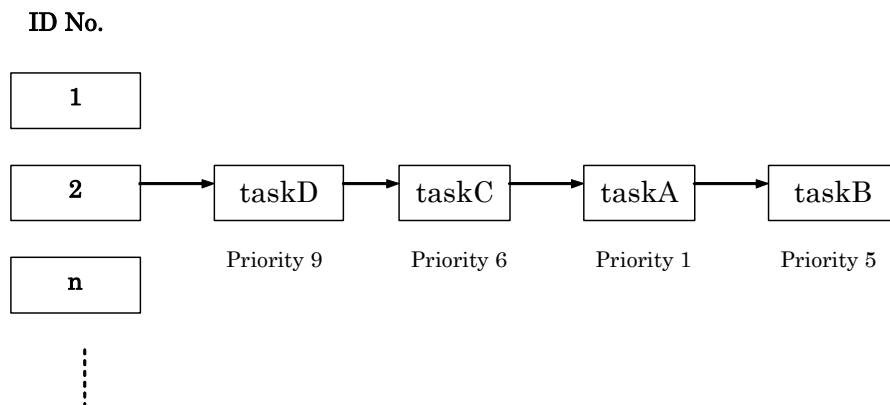 ID No.
1
2
taskD
taskC
taskA
taskB
Priority 9
Priority 6
Priority 1
Priority 5
n